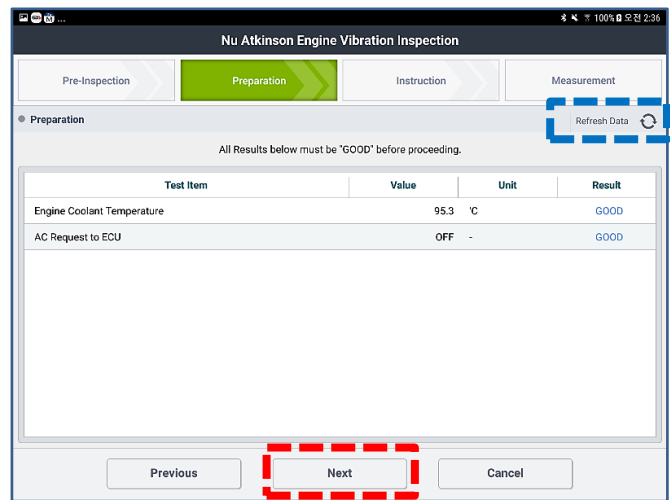 ... 100% 오전 2:36
Nu Atkinson Engine Vibration Inspection
Pre-Inspection Preparation Instruction Measurement
Preparation Refresh Data
All Results below must be "GOOD" before proceeding.
Test Item Value Unit Result
Engine Coolant Temperature 95.3 'C GOOD
AC Request to ECU OFF - GOOD
Previous Next Cancel